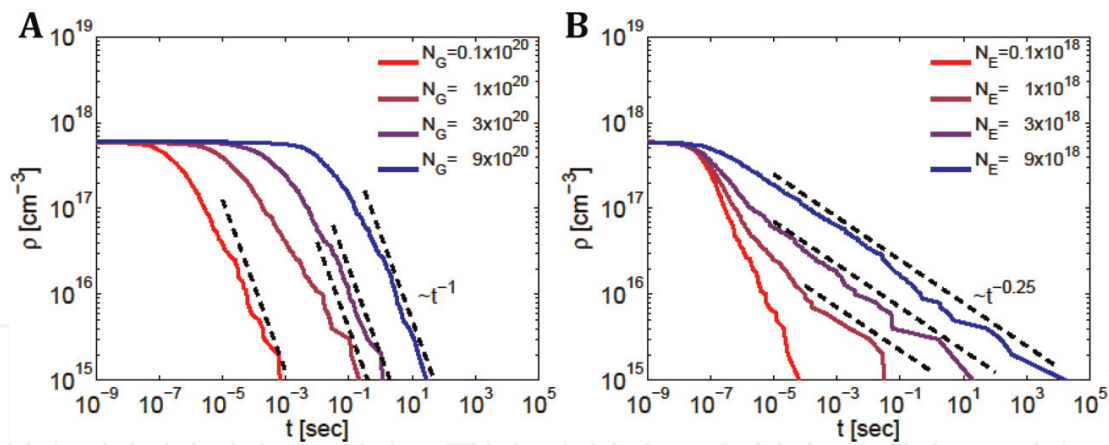 A
B
10^19
10^18
10^17
10^16
10^15
ρ [cm^−3]
N_G=0.1x10^20
N_G= 1x10^20
N_G= 3x10^20
N_G= 9x10^20
~t^−1
10^−9 10^−7 10^−5 10^−3 10^−1 10^1 10^3 10^5
t [sec]
10^19
10^18
10^17
10^16
10^15
ρ [cm^−3]
N_E=0.1x10^18
N_E= 1x10^18
N_E= 3x10^18
N_E= 9x10^18
~t^−0.25
10^−9 10^−7 10^−5 10^−3 10^−1 10^1 10^3 10^5
t [sec]